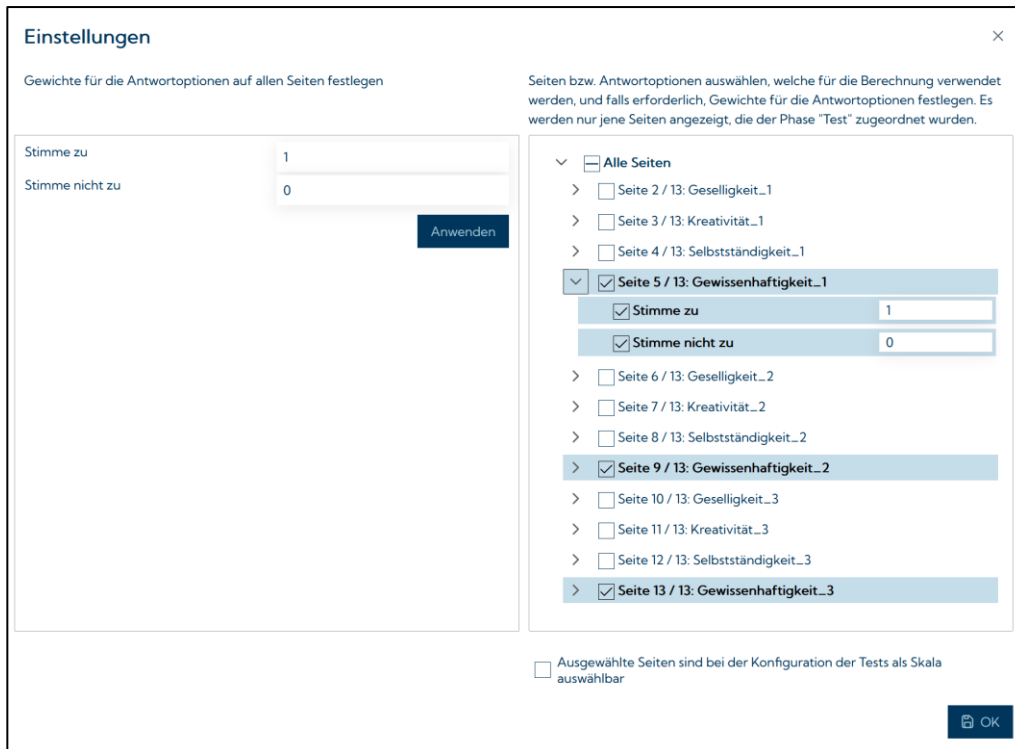 Einstellungen
Gewichte für die Antwortoptionen auf allen Seiten festlegen
Stimme zu
1
Stimme nicht zu
0
Anwenden
Seiten bzw. Antwortoptionen auswählen, welche für die Berechnung verwendet
werden, und falls erforderlich, Gewichte für die Antwortoptionen festlegen. Es
werden nur jene Seiten angezeigt, die der Phase "Test" zugeordnet wurden.
Alle Seiten
Seite 2 / 13: Geselligkeit_1
Seite 3 / 13: Kreativität_1
Seite 4 / 13: Selbstständigkeit_1
Seite 5 / 13: Gewissenhaftigkeit_1
Stimme zu
1
Stimme nicht zu
0
Seite 6 / 13: Geselligkeit_2
Seite 7 / 13: Kreativität_2
Seite 8 / 13: Selbstständigkeit_2
Seite 9 / 13: Gewissenhaftigkeit_2
Seite 10 / 13: Geselligkeit_3
Seite 11 / 13: Kreativität_3
Seite 12 / 13: Selbstständigkeit_3
Seite 13 / 13: Gewissenhaftigkeit_3
Ausgewählte Seiten sind bei der Konfiguration der Tests als Skala
auswählbar
OK